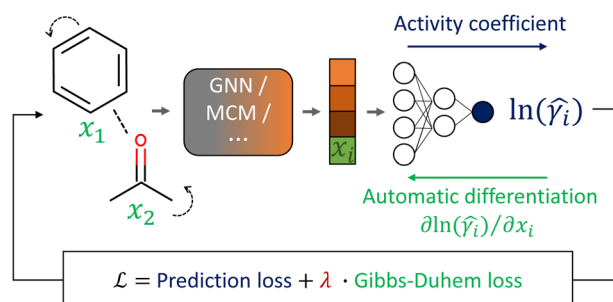 Activity coefficient
GNN /
MCM /
...
x₁
O
x₂
xᵢ
ln(γ̂ᵢ)
Automatic differentiation
∂ln(γ̂ᵢ)/∂xᵢ
ℒ = Prediction loss + λ · Gibbs-Duhem loss